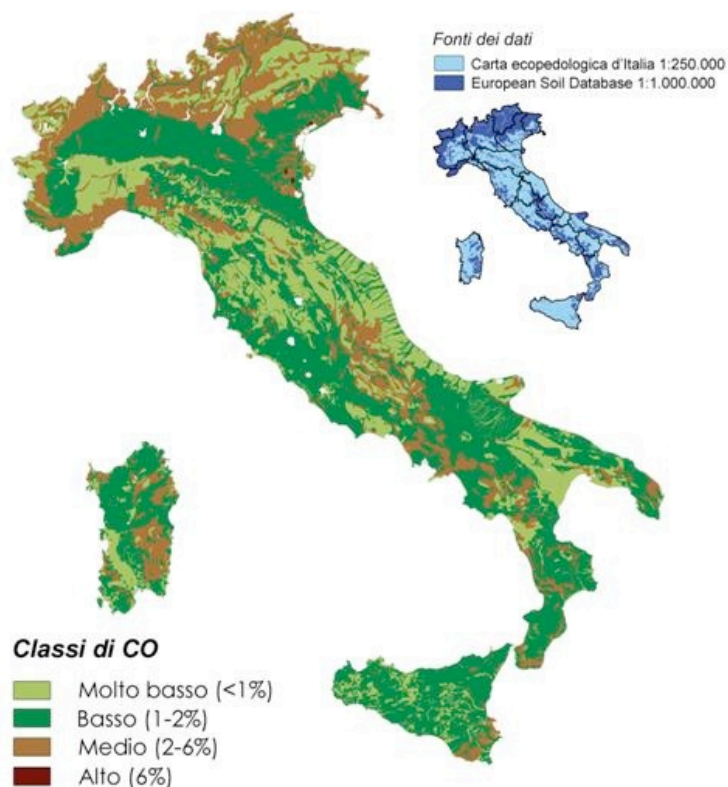 Fonti dei dati
Carta ecopedologica d'Italia 1:250.000
European Soil Database 1:1.000.000
Classi di CO
Molto basso (<1%)
Basso (1-2%)
Medio (2-6%)
Alto (6%)